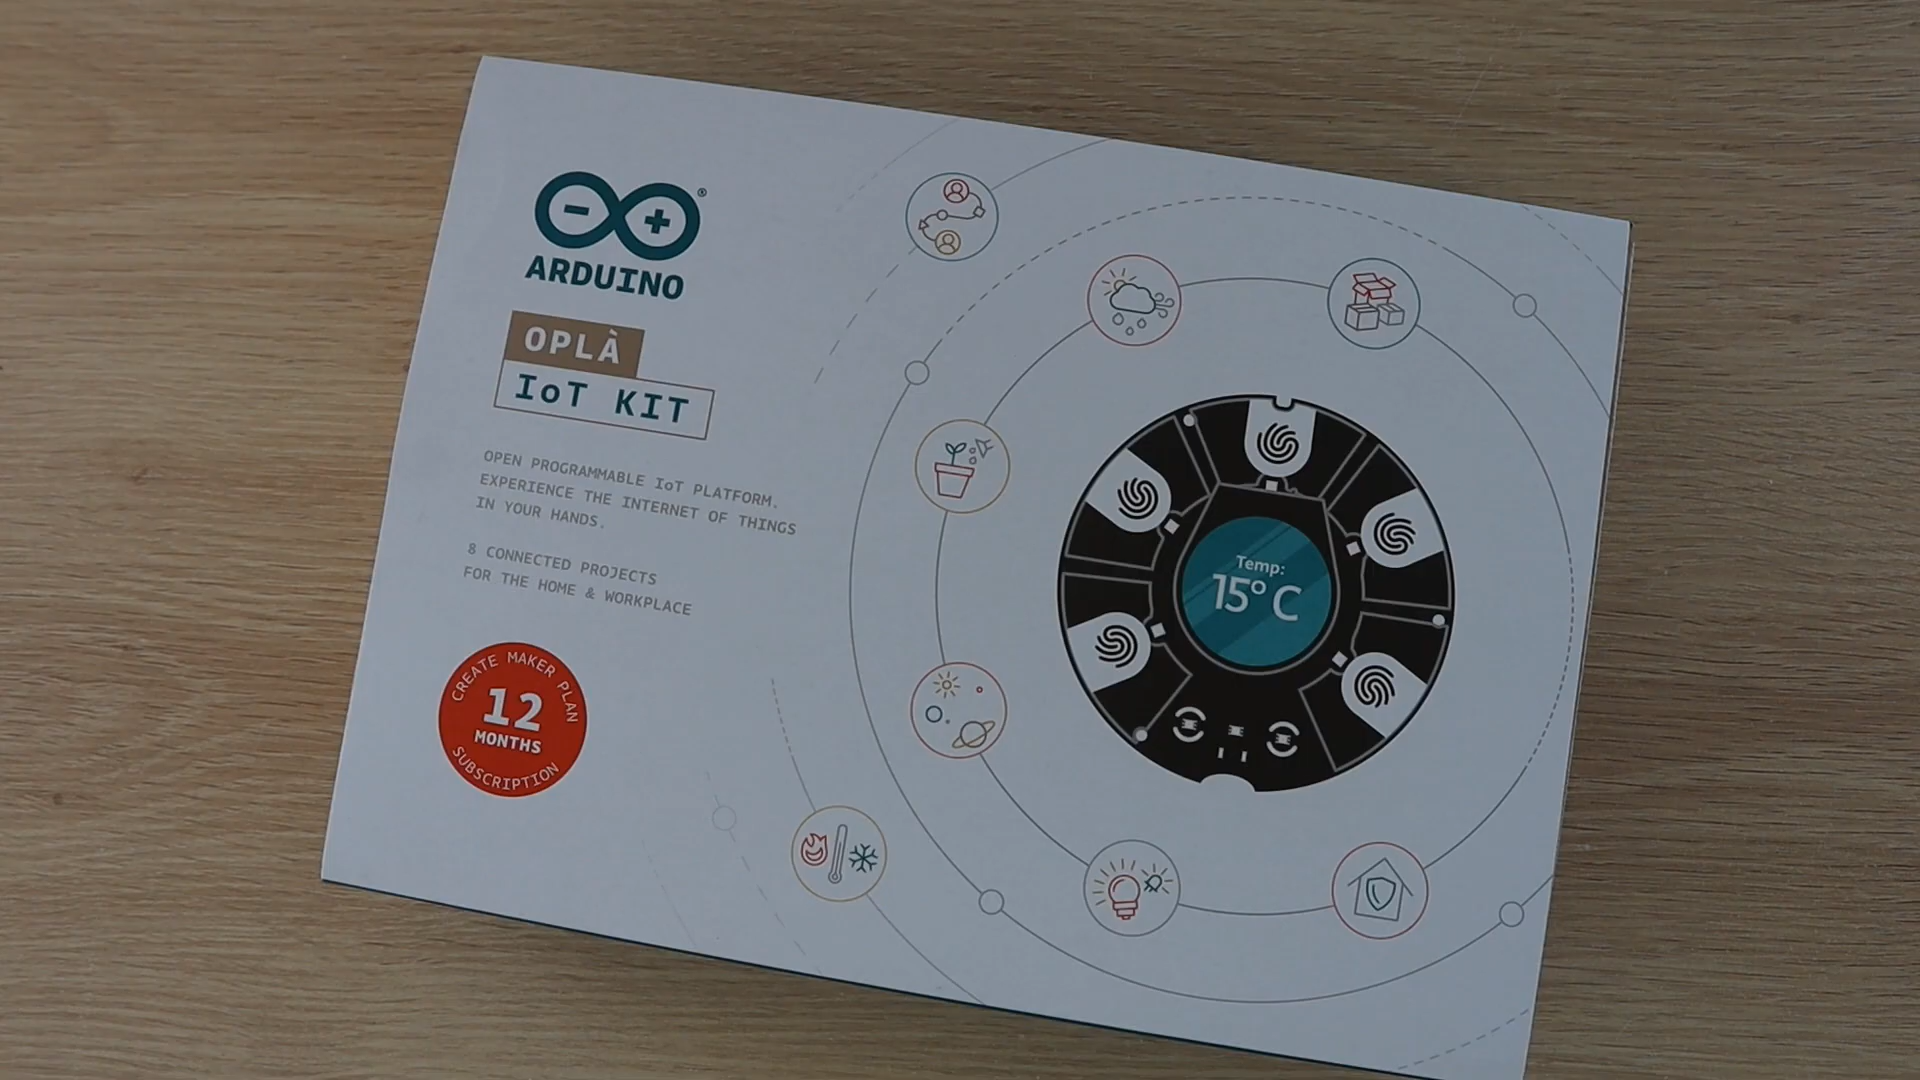 ARDUINO
®
OPLÀ
IoT KIT
OPEN PROGRAMMABLE IoT PLATFORM.
EXPERIENCE THE INTERNET OF THINGS
IN YOUR HANDS.
8 CONNECTED PROJECTS
FOR THE HOME & WORKPLACE
CREATE MAKER PLAN
12
MONTHS
SUBSCRIPTION
Temp:
15° C